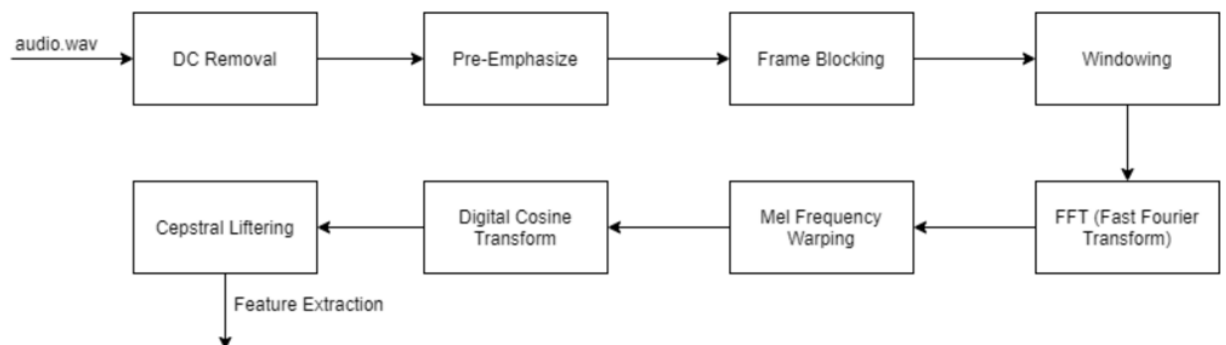 audio.wav
DC Removal
Pre-Emphasize
Frame Blocking
Windowing
FFT (Fast Fourier
Transform)
Mel Frequency
Warping
Digital Cosine
Transform
Cepstral Liftering
Feature Extraction